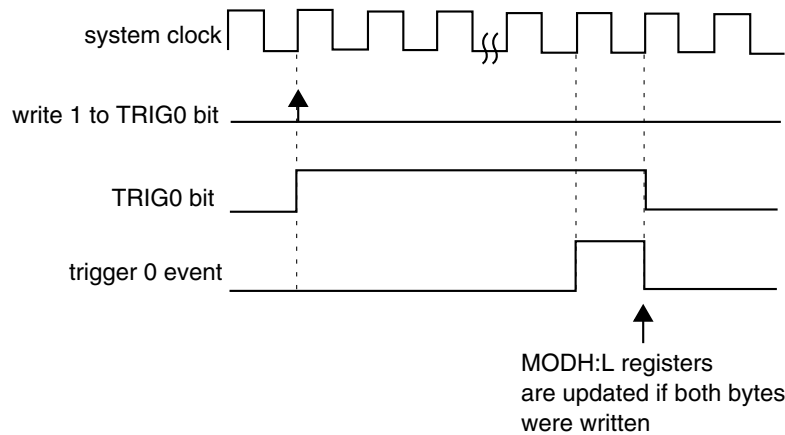 system clock
write 1 to TRIG0 bit
TRIG0 bit
trigger 0 event
MODH:L registers
are updated if both bytes
were written